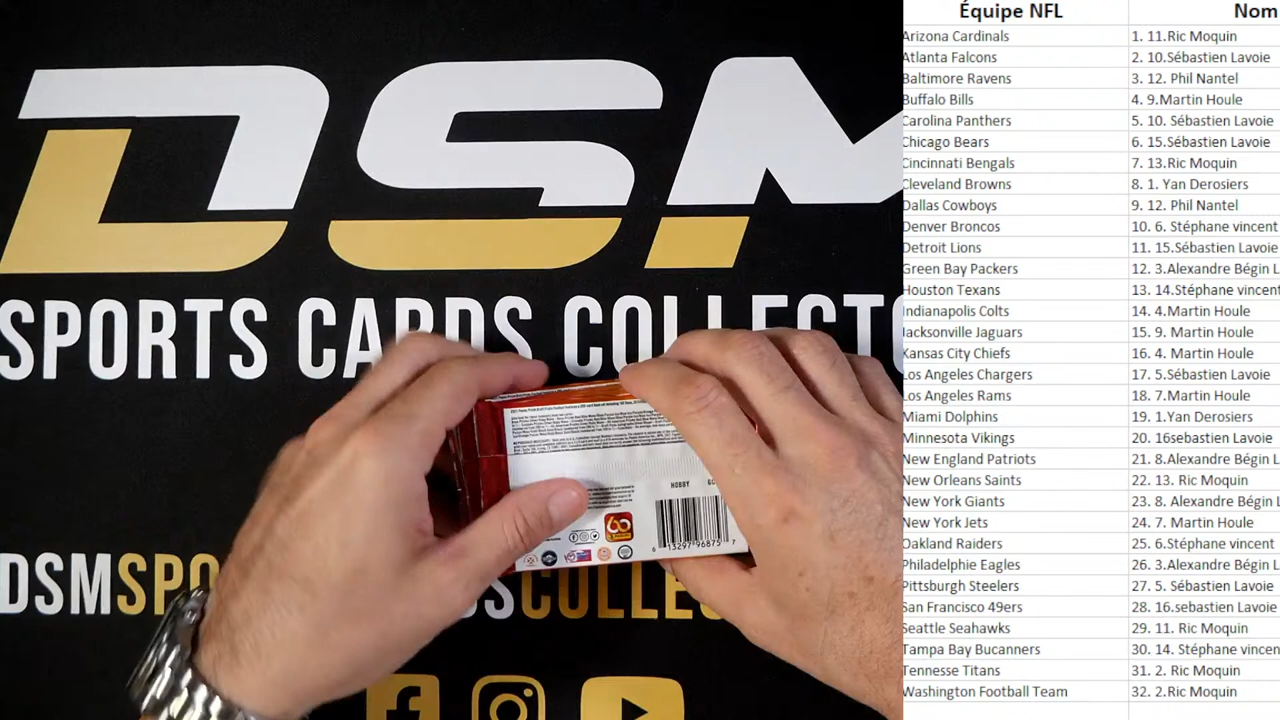 DSM
SPORTS CARDS COLLECTO
DSMSPO
DSCOLLEC
HOBBY
60
6 13297 96875 7
Équipe NFL Nom
Arizona Cardinals 1. 11.Ric Moquin
Atlanta Falcons 2. 10.Sébastien Lavoie
Baltimore Ravens 3. 12. Phil Nantel
Buffalo Bills 4. 9.Martin Houle
Carolina Panthers 5. 10. Sébastien Lavoie
Chicago Bears 6. 15.Sébastien Lavoie
Cincinnati Bengals 7. 13.Ric Moquin
Cleveland Browns 8. 1. Yan Derosiers
Dallas Cowboys 9. 12. Phil Nantel
Denver Broncos 10. 6. Stéphane vincent
Detroit Lions 11. 15.Sébastien Lavoie
Green Bay Packers 12. 3.Alexandre Bégin L
Houston Texans 13. 14.Stéphane vincent
Indianapolis Colts 14. 4.Martin Houle
Jacksonville Jaguars 15. 9. Martin Houle
Kansas City Chiefs 16. 4. Martin Houle
Los Angeles Chargers 17. 5.Sébastien Lavoie
Los Angeles Rams 18. 7.Martin Houle
Miami Dolphins 19. 1.Yan Derosiers
Minnesota Vikings 20. 16sebastien Lavoie
New England Patriots 21. 8.Alexandre Bégin L
New Orleans Saints 22. 13. Ric Moquin
New York Giants 23. 8. Alexandre Bégin L
New York Jets 24. 7. Martin Houle
Oakland Raiders 25. 6.Stéphane vincent
Philadelphie Eagles 26. 3.Alexandre Bégin L
Pittsburgh Steelers 27. 5. Sébastien Lavoie
San Francisco 49ers 28. 16.sebastien Lavoie
Seattle Seahawks 29. 11. Ric Moquin
Tampa Bay Bucanners 30. 14. Stéphane vincen
Tennesse Titans 31. 2. Ric Moquin
Washington Football Team 32. 2.Ric Moquin